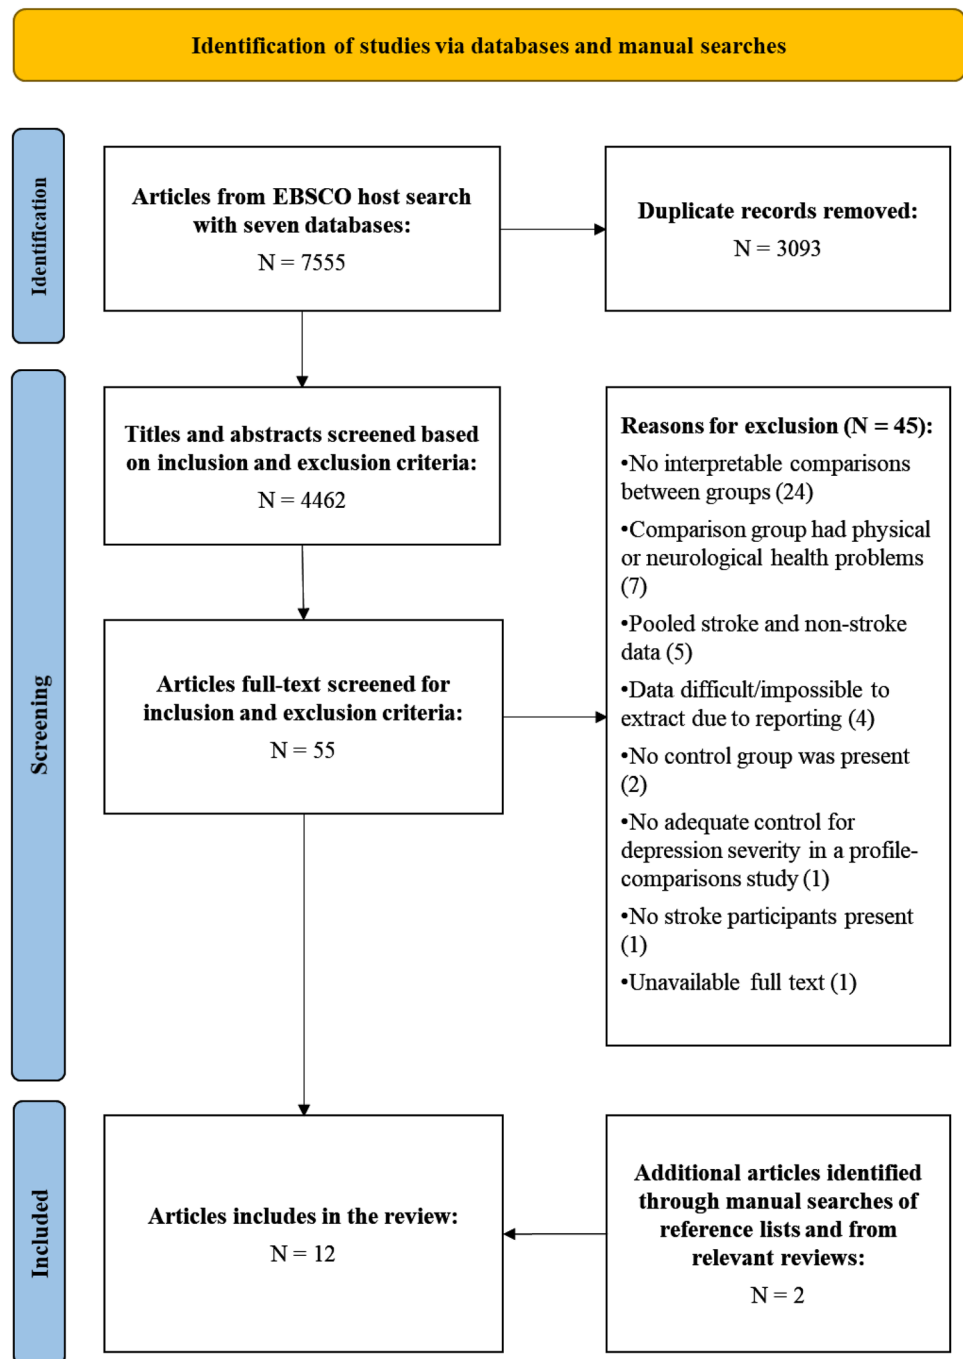 Identification of studies via databases and manual searches
Identification
Articles from EBSCO host search
with seven databases:
N = 7555
Duplicate records removed:
N = 3093
Screening
Titles and abstracts screened based
on inclusion and exclusion criteria:
N = 4462
Articles full-text screened for
inclusion and exclusion criteria:
N = 55
Reasons for exclusion (N = 45):
•No interpretable comparisons
between groups (24)
•Comparison group had physical
or neurological health problems
(7)
•Pooled stroke and non-stroke
data (5)
•Data difficult/impossible to
extract due to reporting (4)
•No control group was present
(2)
•No adequate control for
depression severity in a profile-
comparisons study (1)
•No stroke participants present
(1)
•Unavailable full text (1)
Included
Articles includes in the review:
N = 12
Additional articles identified
through manual searches of
reference lists and from
relevant reviews:
N = 2